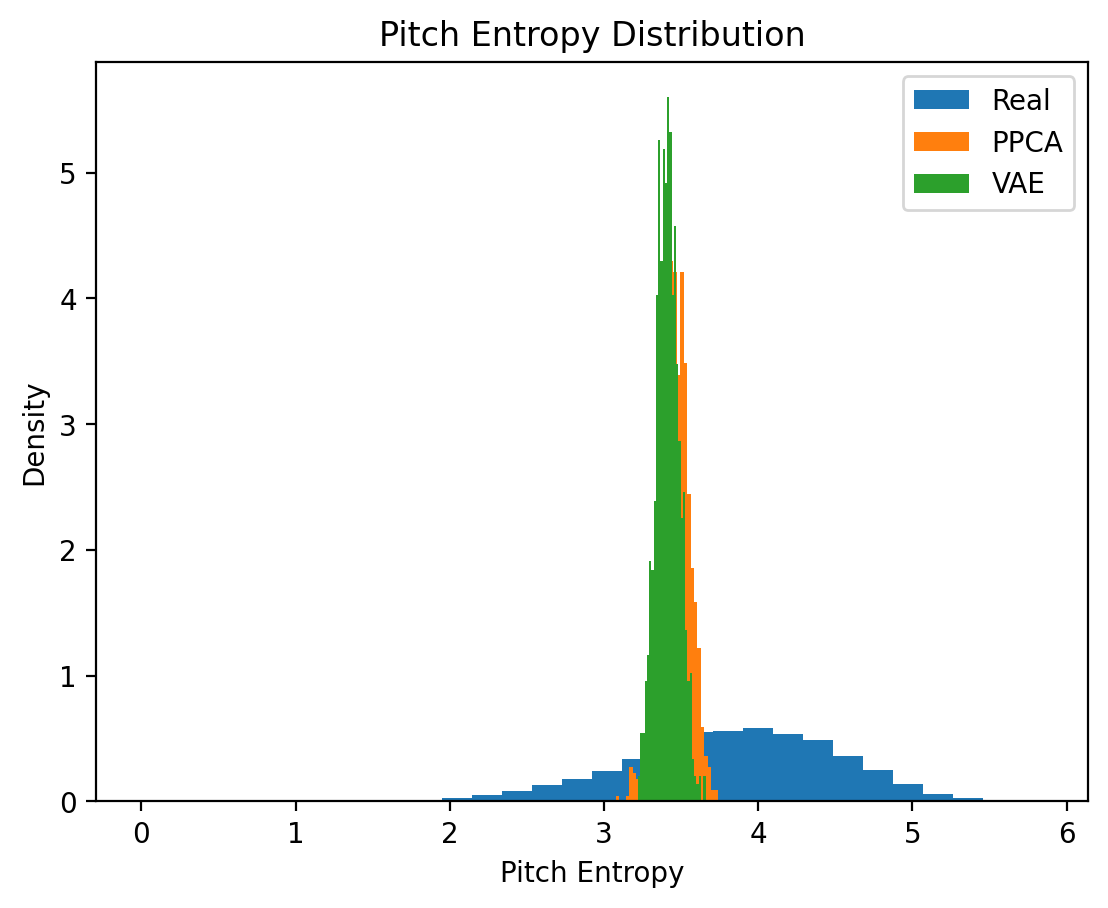 Pitch Entropy Distribution
Real
PPCA
VAE
Density
5
4
3
2
1
0
0 1 2 3 4 5 6
Pitch Entropy